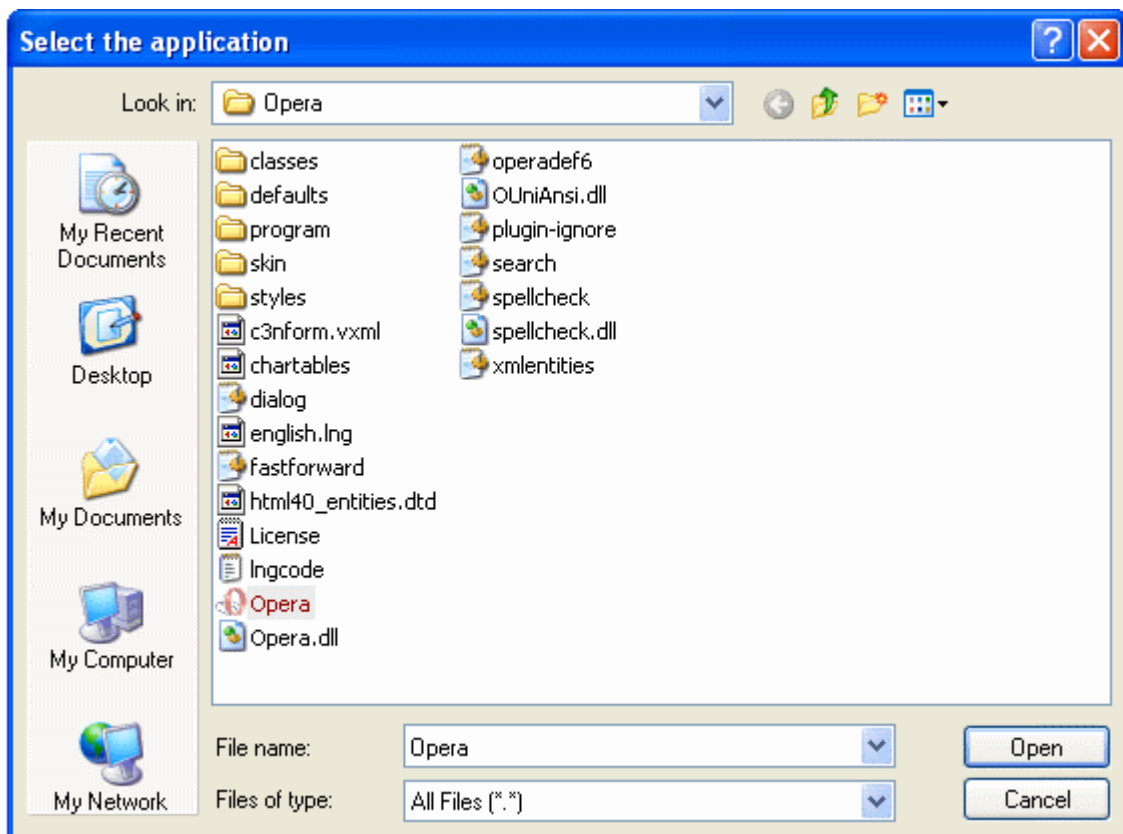 Select the application
Look in:
Opera
My Recent
Documents
Desktop
My Documents
My Computer
My Network
classes
defaults
program
skin
styles
c3nform.vxml
chartables
dialog
english.lng
fastforward
html40_entities.dtd
License
lngcode
Opera
Opera.dll
operadef6
OUniAnsi.dll
plugin-ignore
search
spellcheck
spellcheck.dll
xmlentities
File name:
Opera
Open
Files of type:
All Files (*.*)
Cancel